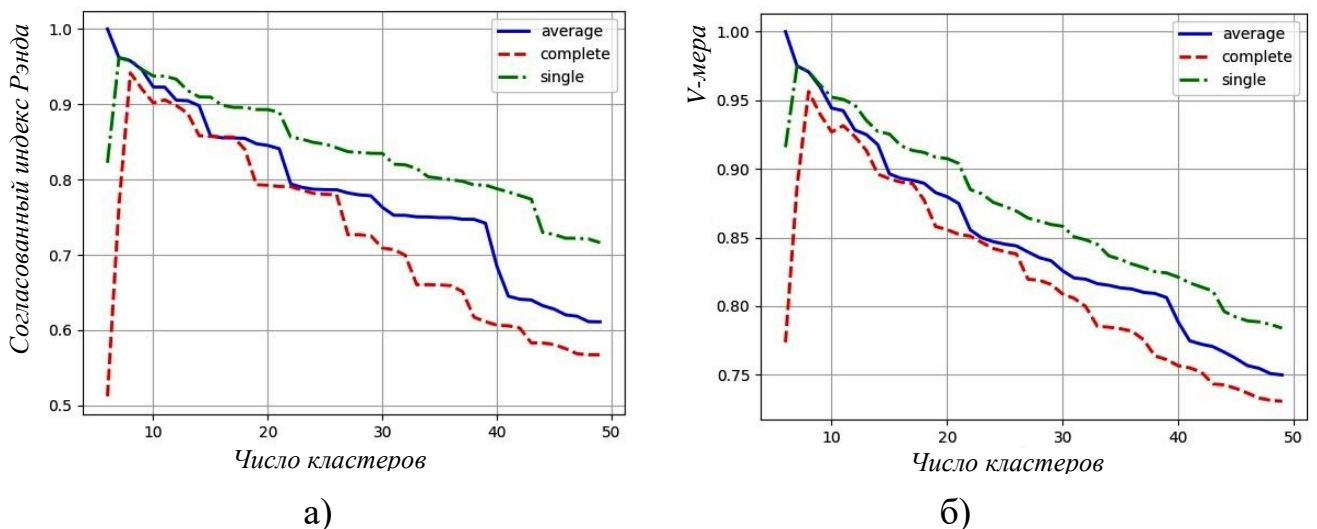 Согласованный индекс Рэнда
1.0
0.9
0.8
0.7
0.6
0.5
10
20
30
40
50
average
complete
single
Число кластеров
а)
V-мера
1.00
0.95
0.90
0.85
0.80
0.75
10
20
30
40
50
average
complete
single
Число кластеров
б)